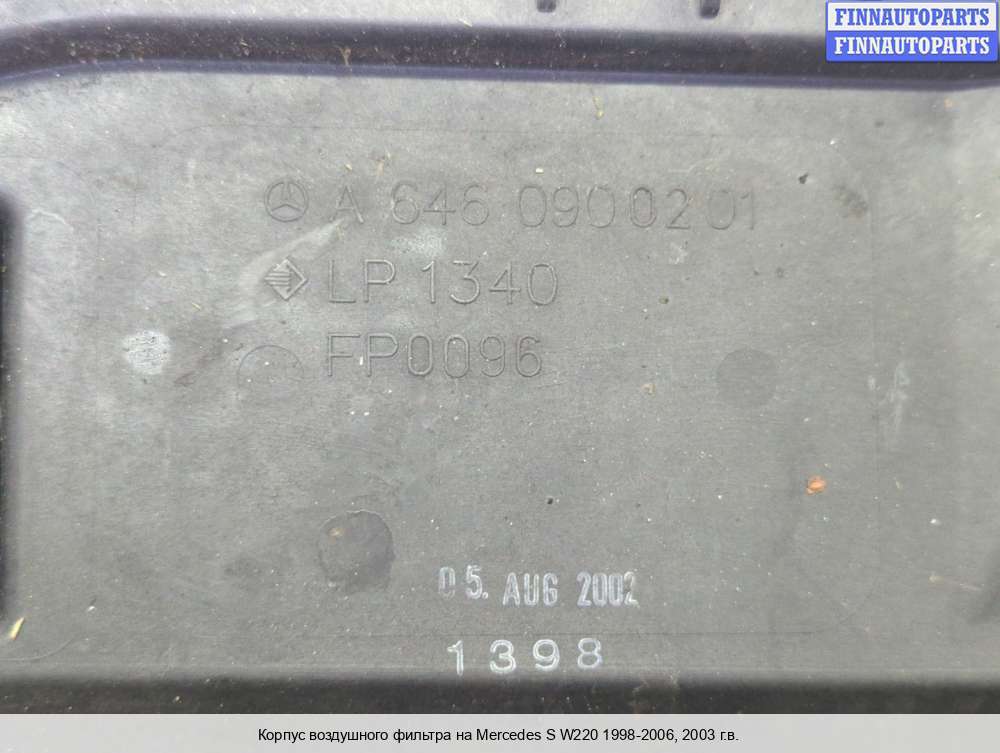 FINNAUTOPARTS
FINNAUTOPARTS
A 646 090 02 01
LP 1340
FP0096
05. AUG 2002
1398
Корпус воздушного фильтра на Mercedes S W220 1998-2006, 2003 г.в.